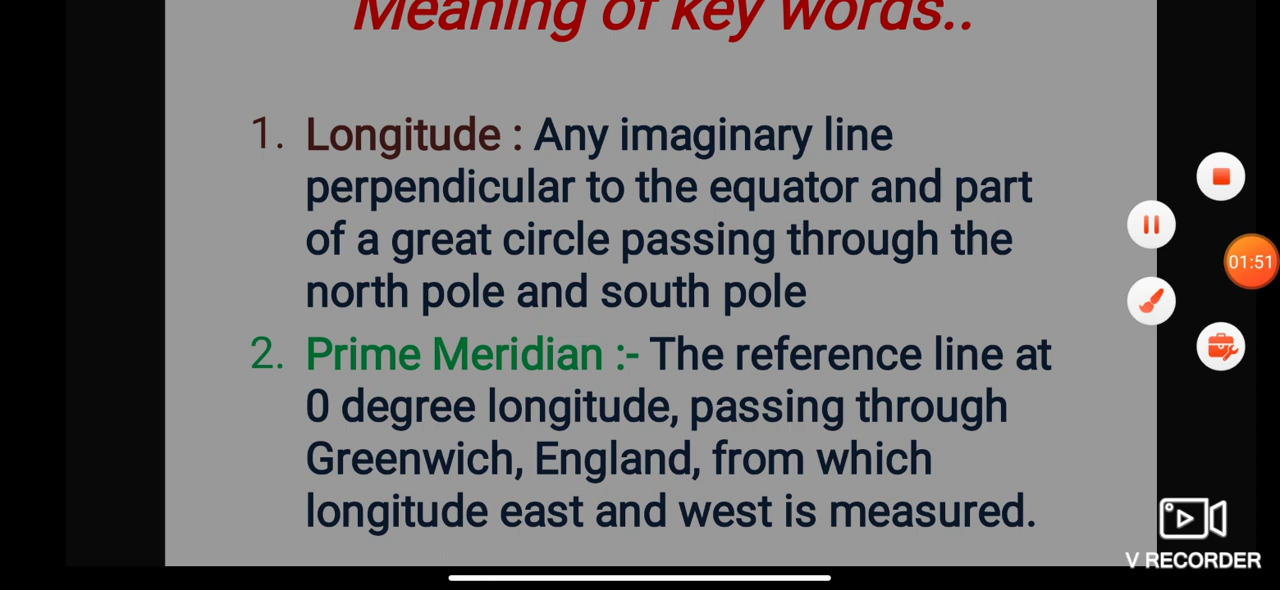 Meaning of key words..
1. Longitude : Any imaginary line
perpendicular to the equator and part
of a great circle passing through the
north pole and south pole
2. Prime Meridian :- The reference line at
0 degree longitude, passing through
Greenwich, England, from which
longitude east and west is measured.
01:51
V RECORDER